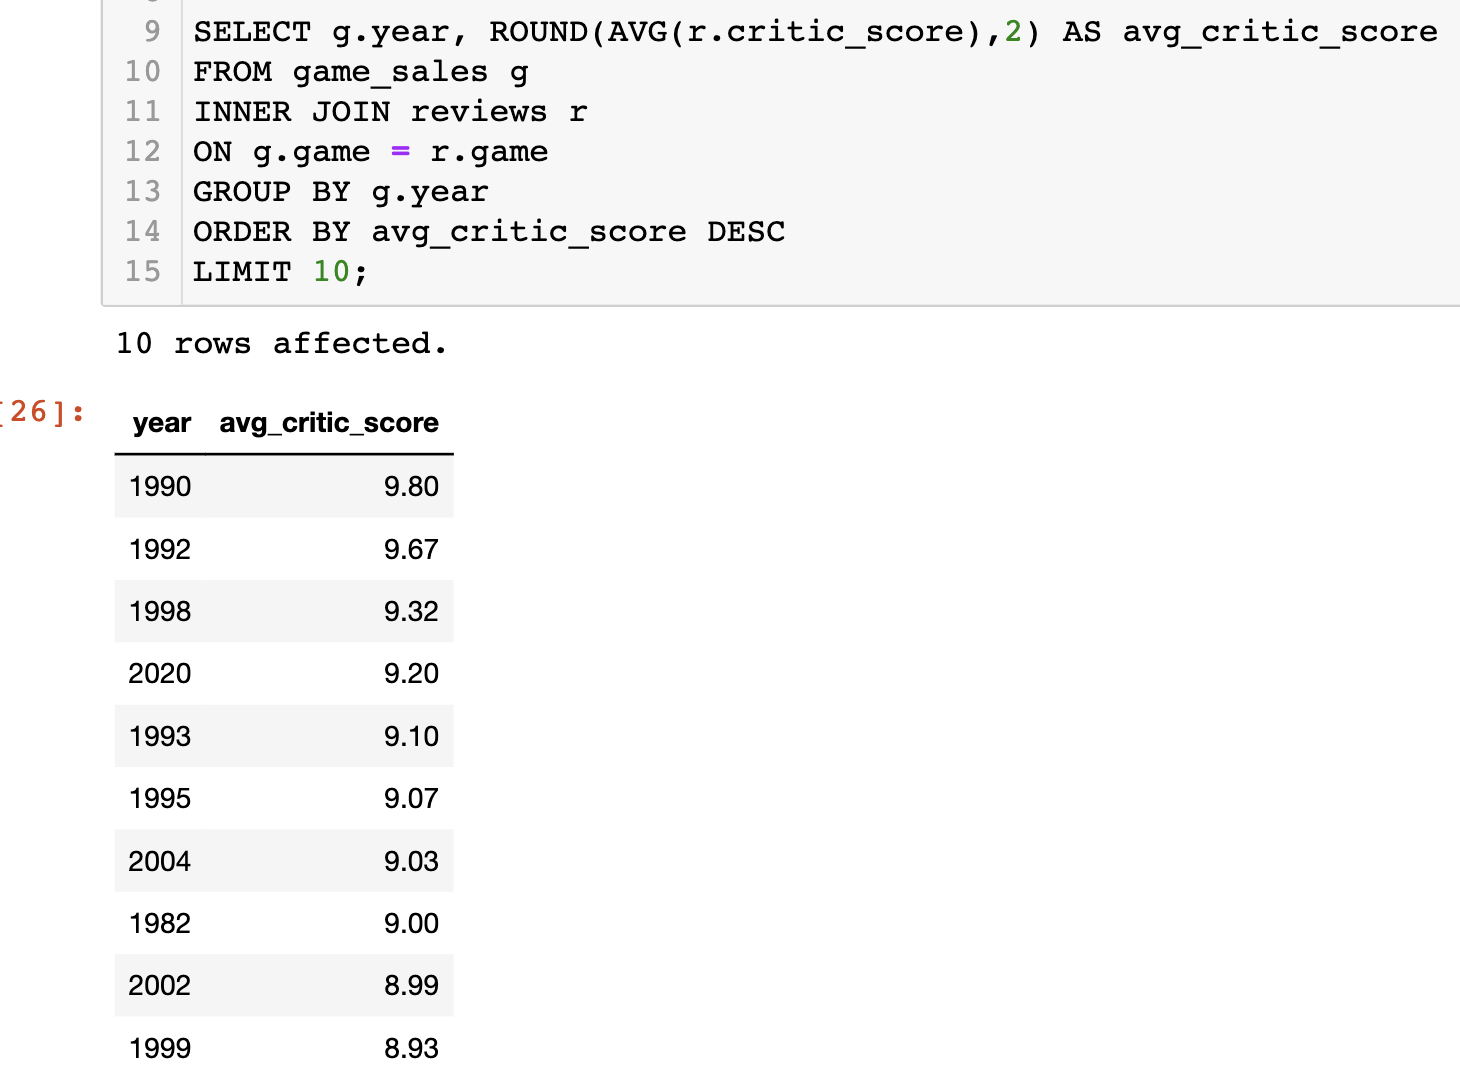 9 SELECT g.year, ROUND(AVG(r.critic_score),2) AS avg_critic_score
10 FROM game_sales g
11 INNER JOIN reviews r
12 ON g.game = r.game
13 GROUP BY g.year
14 ORDER BY avg_critic_score DESC
15 LIMIT 10;
10 rows affected.
[26]:
year avg_critic_score
1990 9.80
1992 9.67
1998 9.32
2020 9.20
1993 9.10
1995 9.07
2004 9.03
1982 9.00
2002 8.99
1999 8.93